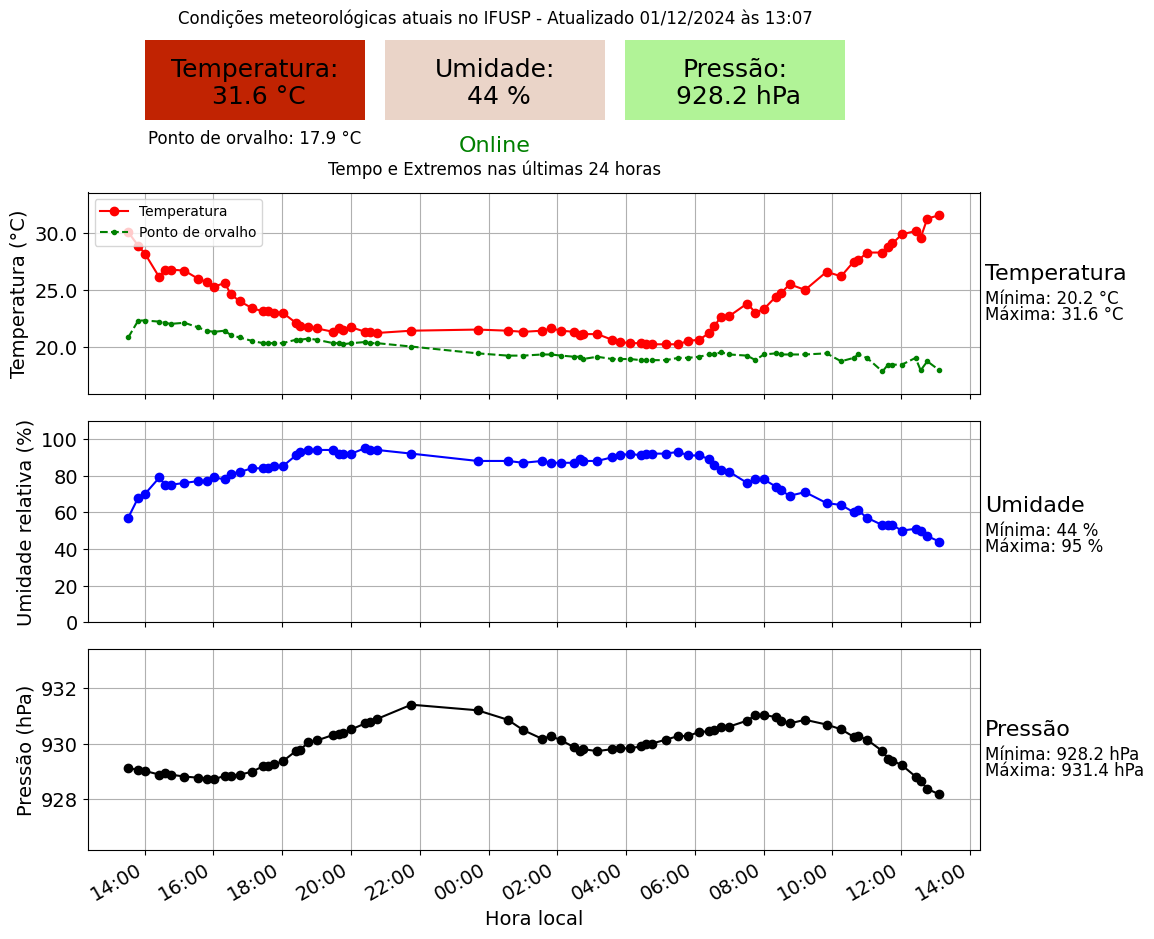 Condições meteorológicas atuais no IFUSP - Atualizado 01/12/2024 às 13:07
Temperatura:
31.6 °C
Umidade:
44 %
Pressão:
928.2 hPa
Ponto de orvalho: 17.9 °C
Online
Tempo e Extremos nas últimas 24 horas
Temperatura (°C)
30.0
25.0
20.0
Temperatura
Ponto de orvalho
Temperatura
Mínima: 20.2 °C
Máxima: 31.6 °C
Umidade relativa (%)
100
80
60
40
20
0
Umidade
Mínima: 44 %
Máxima: 95 %
Pressão (hPa)
932
930
928
Pressão
Mínima: 928.2 hPa
Máxima: 931.4 hPa
14:00 16:00 18:00 20:00 22:00 00:00 02:00 04:00 06:00 08:00 10:00 12:00 14:00
Hora local